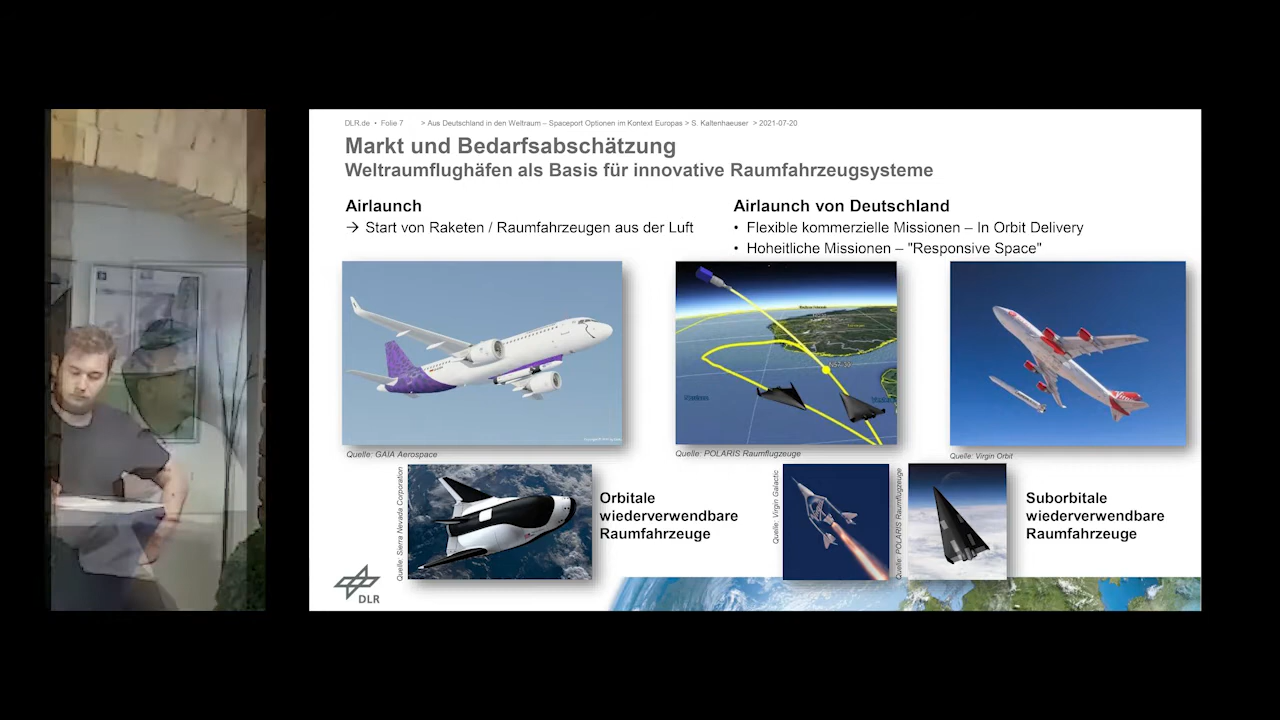 DLR.de • Folie 7 > Aus Deutschland in den Weltraum – Spaceport Optionen im Kontext Europas > S. Kaltenhaeuser > 2021-07-20
Markt und Bedarfsabschätzung
Weltraumflughäfen als Basis für innovative Raumfahrzeugsysteme
Airlaunch
→ Start von Raketen / Raumfahrzeugen aus der Luft
Airlaunch von Deutschland
• Flexible kommerzielle Missionen – In Orbit Delivery
• Hoheitliche Missionen – "Responsive Space"
Quelle: GAIA Aerospace
Quelle: POLARIS Raumflugzeuge
Quelle: Virgin Orbit
Quelle: Sierra Nevada Corporation
Orbitale
wiederverwendbare
Raumfahrzeuge
Quelle: Virgin Galactic
Quelle: POLARIS Raumflugzeuge
Suborbitale
wiederverwendbare
Raumfahrzeuge
DLR